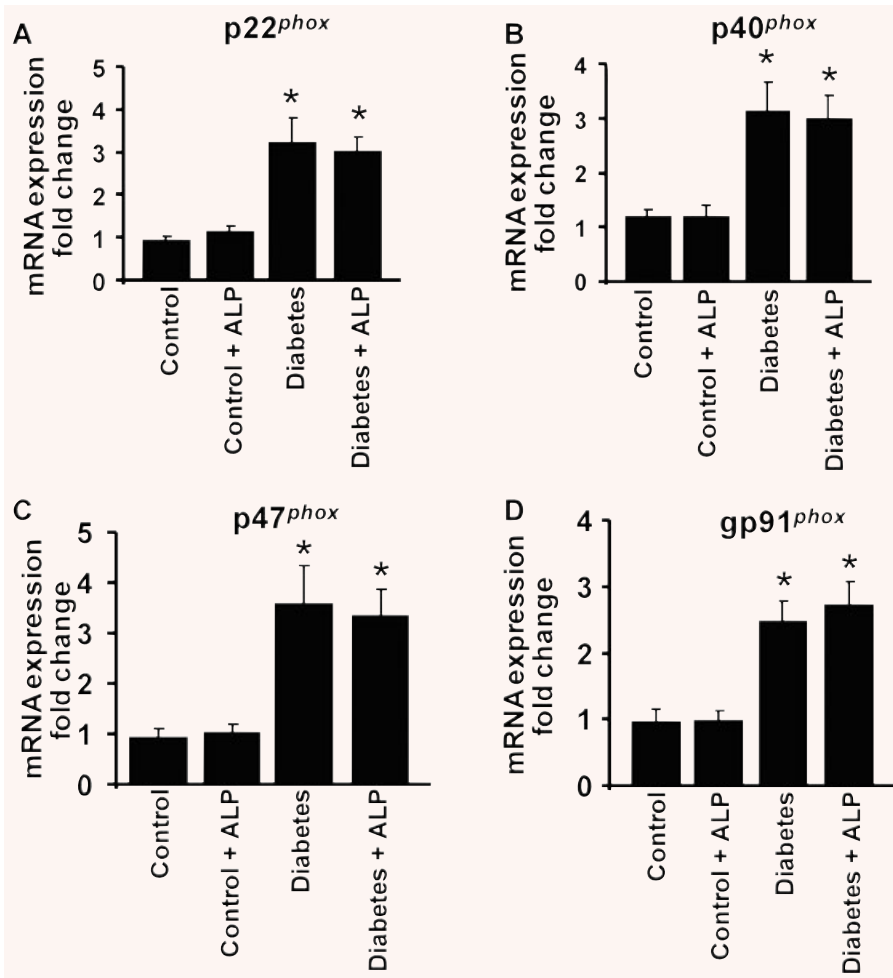 A
p22phox
mRNA expression
fold change
5
4
3
2
1
0
*
*
Control
Control + ALP
Diabetes
Diabetes + ALP
B
p40phox
mRNA expression
fold change
4
3
2
1
0
*
*
Control
Control + ALP
Diabetes
Diabetes + ALP
C
p47phox
mRNA expression
fold change
5
4
3
2
1
0
*
*
Control
Control + ALP
Diabetes
Diabetes + ALP
D
gp91phox
mRNA expression
fold change
4
3
2
1
0
*
*
Control
Control + ALP
Diabetes
Diabetes + ALP